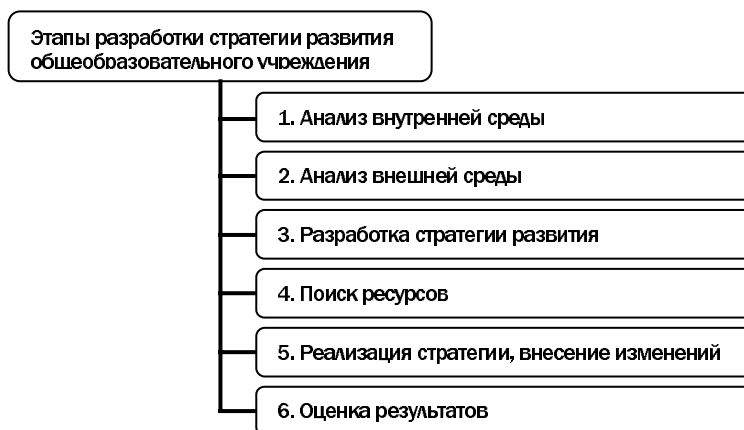 Этапы разработки стратегии развития
общеобразовательного учреждения
1. Анализ внутренней среды
2. Анализ внешней среды
3. Разработка стратегии развития
4. Поиск ресурсов
5. Реализация стратегии, внесение изменений
6. Оценка результатов